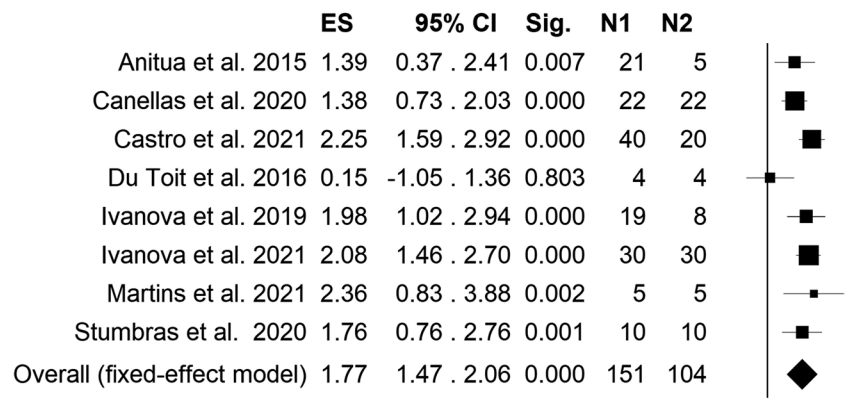 ES 95% CI Sig. N1 N2
Anitua et al. 2015 1.39 0.37 . 2.41 0.007 21 5
Canellas et al. 2020 1.38 0.73 . 2.03 0.000 22 22
Castro et al. 2021 2.25 1.59 . 2.92 0.000 40 20
Du Toit et al. 2016 0.15 -1.05 . 1.36 0.803 4 4
Ivanova et al. 2019 1.98 1.02 . 2.94 0.000 19 8
Ivanova et al. 2021 2.08 1.46 . 2.70 0.000 30 30
Martins et al. 2021 2.36 0.83 . 3.88 0.002 5 5
Stumbras et al. 2020 1.76 0.76 . 2.76 0.001 10 10
Overall (fixed-effect model) 1.77 1.47 . 2.06 0.000 151 104